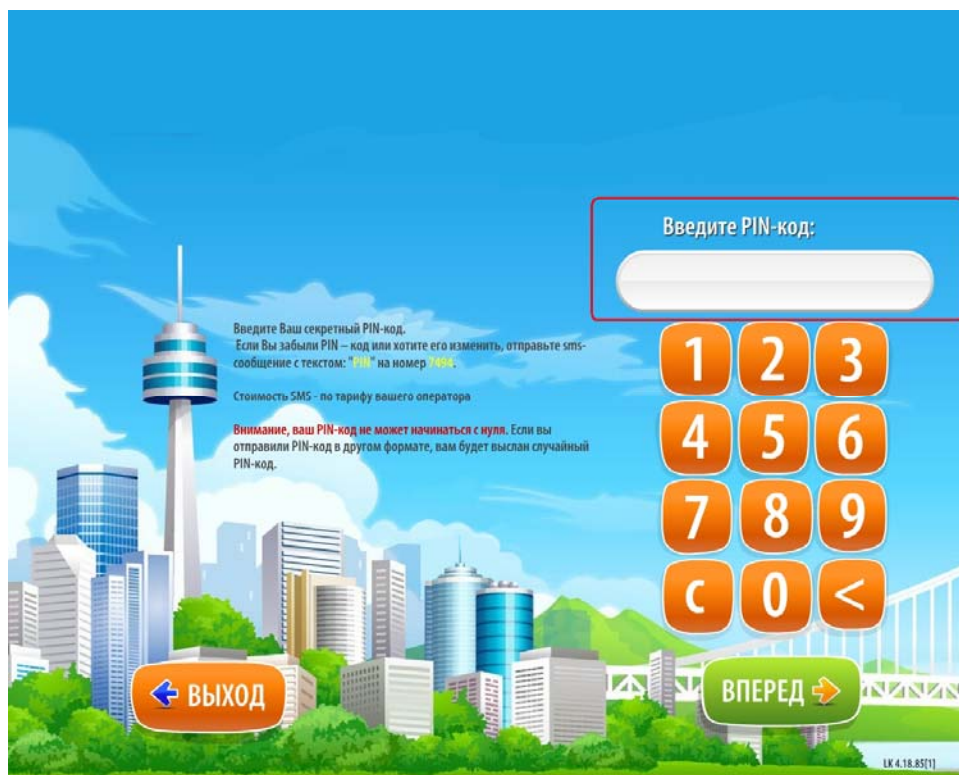 Введите PIN-код:
Введите Ваш секретный PIN-код.
Если Вы забыли PIN – код или хотите его изменить, отправьте sms-
сообщение с текстом: "PIN" на номер 7494.
Стоимость SMS - по тарифу вашего оператора
Внимание, ваш PIN-код не может начинаться с нуля. Если вы
отправили PIN-код в другом формате, вам будет выслан случайный
PIN-код.
1 2 3
4 5 6
7 8 9
С 0 <
ВЫХОД
ВПЕРЕД
LK 4.18.85[1]